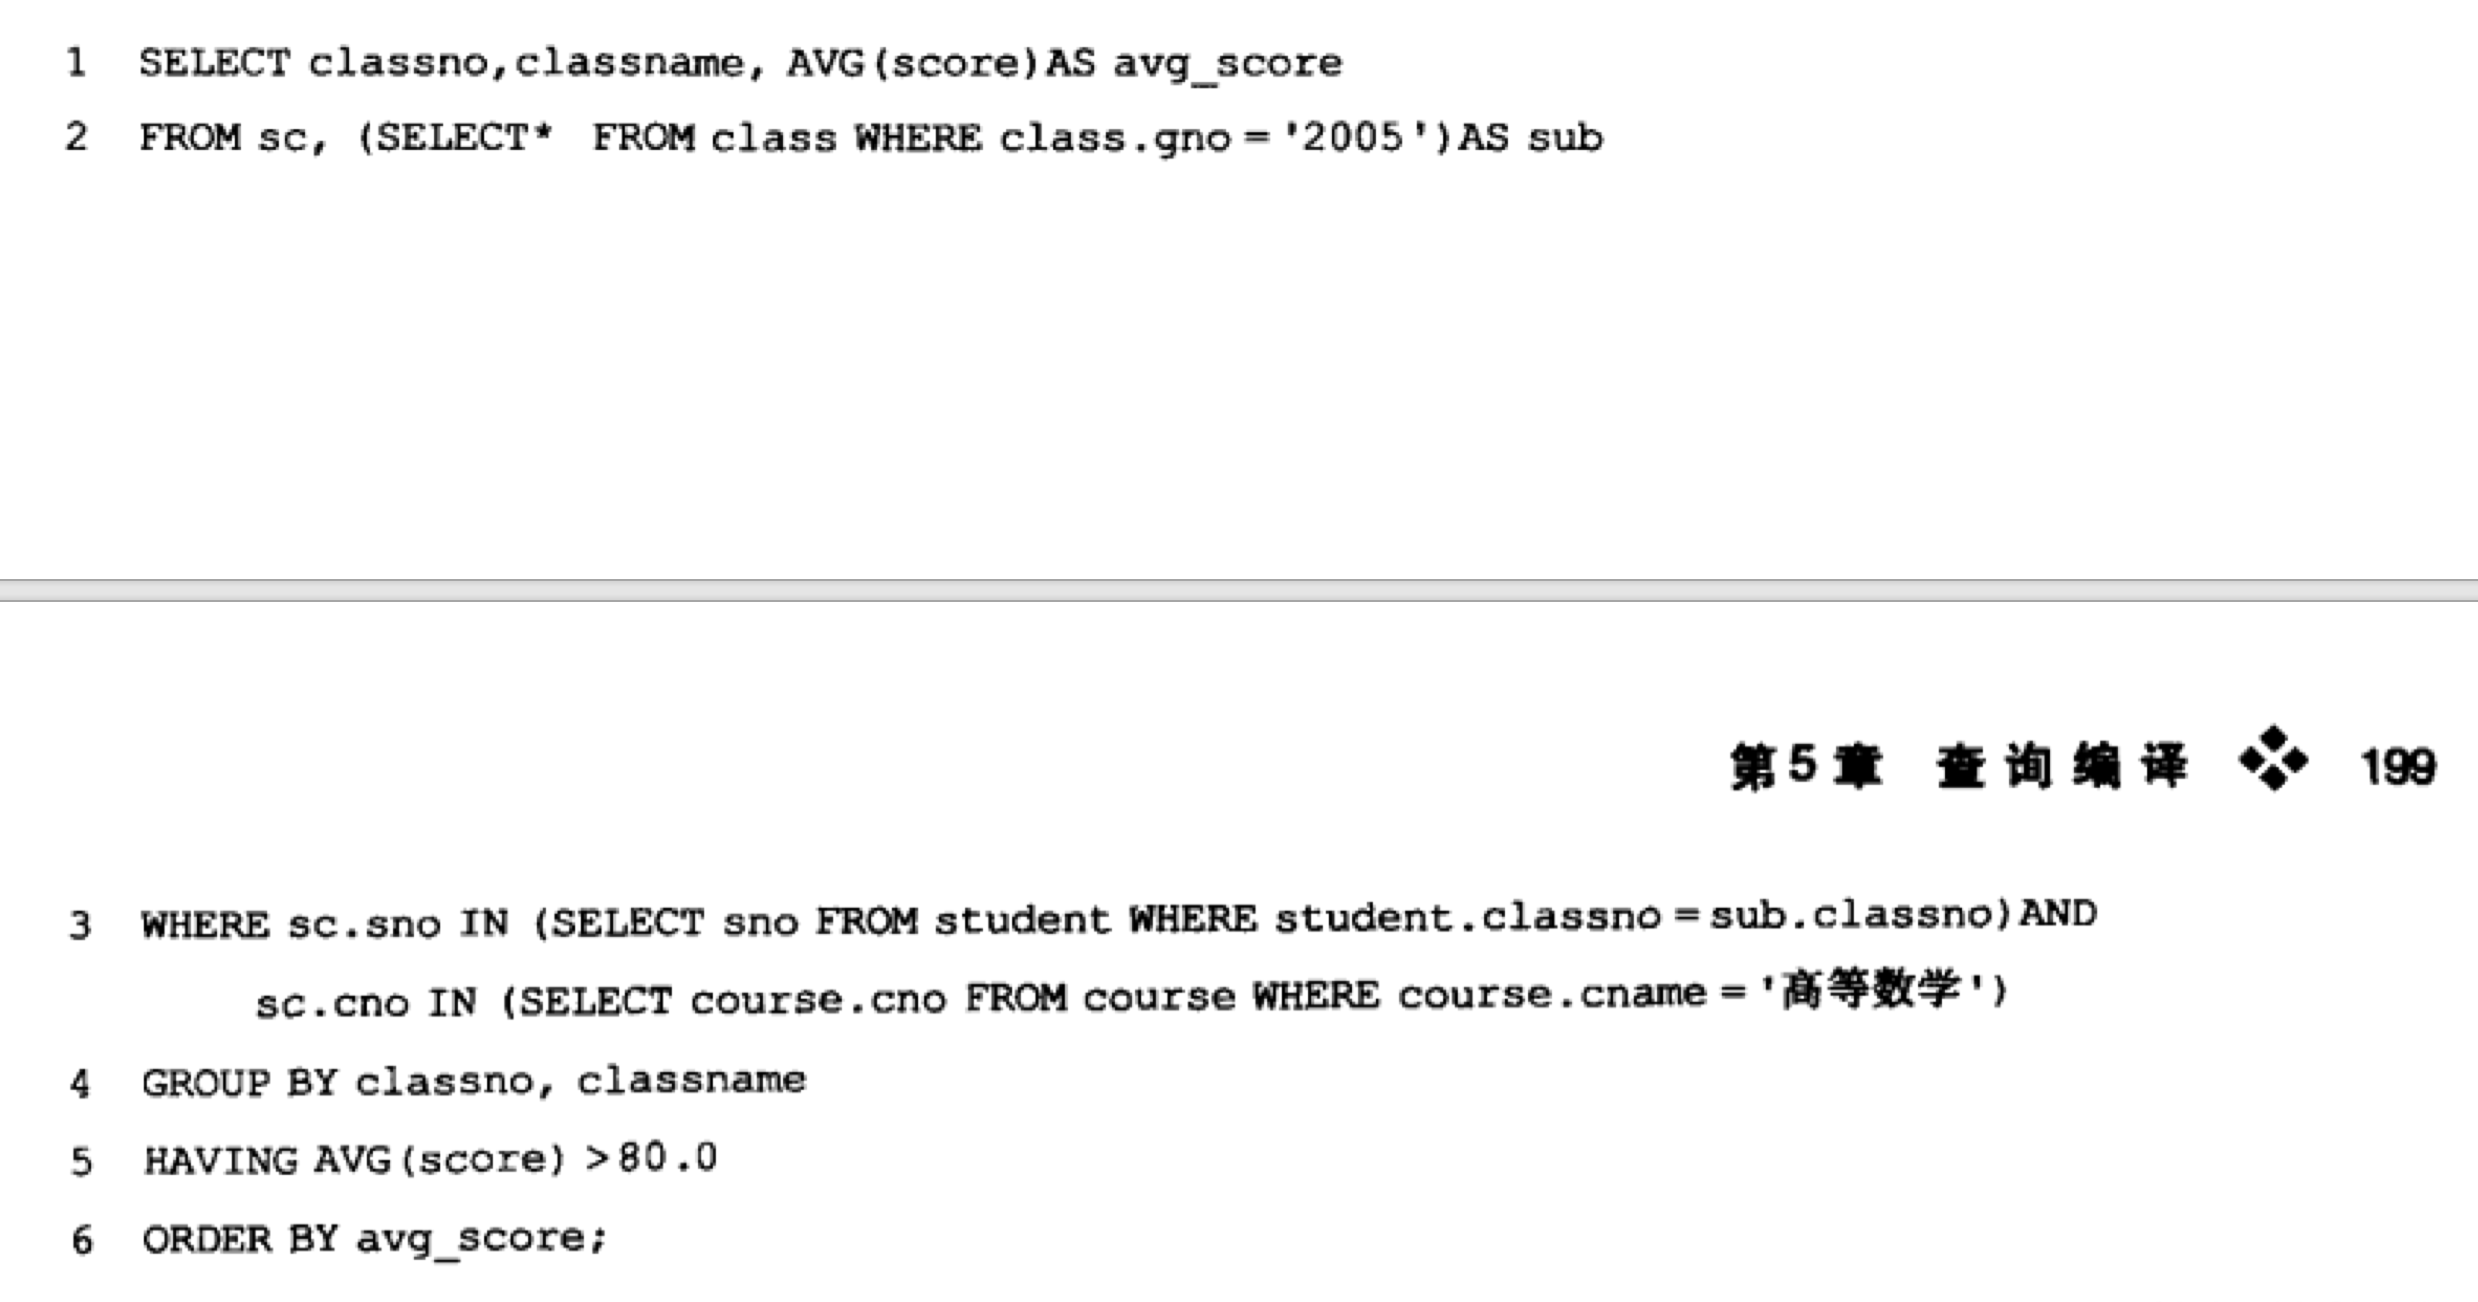 1 SELECT classno,classname, AVG(score)AS avg_score
2 FROM sc, (SELECT* FROM class WHERE class.gno = '2005')AS sub
第5章 查询编译 ❖ 199
3 WHERE sc.sno IN (SELECT sno FROM student WHERE student.classno = sub.classno)AND
sc.cno IN (SELECT course.cno FROM course WHERE course.cname = '高等数学')
4 GROUP BY classno, classname
5 HAVING AVG(score) >80.0
6 ORDER BY avg_score;